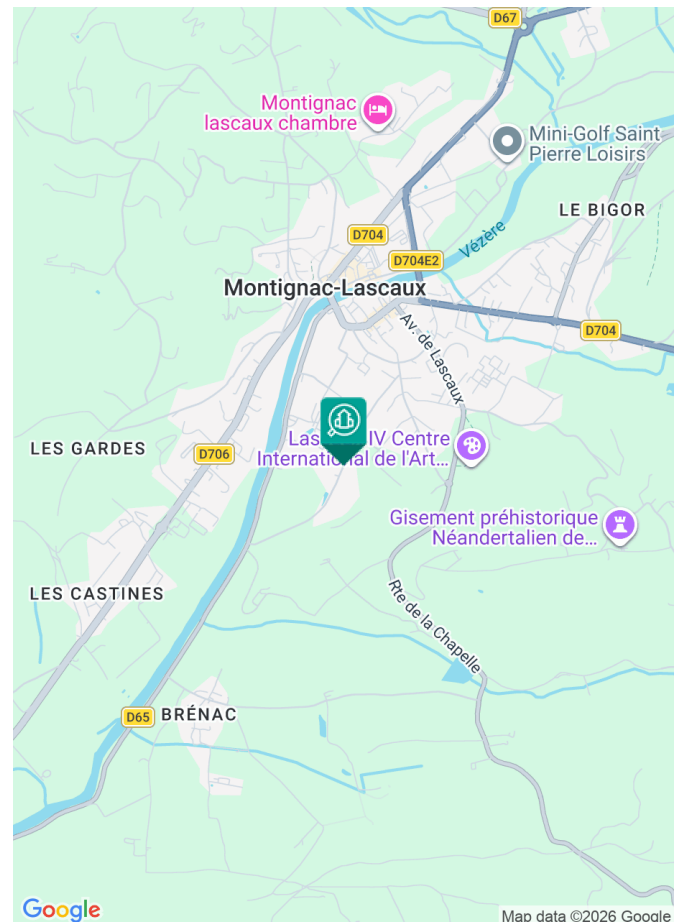 D67
Montignac
lascaux chambre
Mini-Golf Saint
Pierre Loisirs
LE BIGOR
D704
Vézère
D704E2
Montignac-Lascaux
Av. de Lascaux
D704
LES GARDES
D706
IV Centre
International de l'Art...
Gisement préhistorique
Néandertalien de...
LES CASTINES
Rte de la Chapelle
D65
BRÉNAC
Google
Map data ©2026 Google